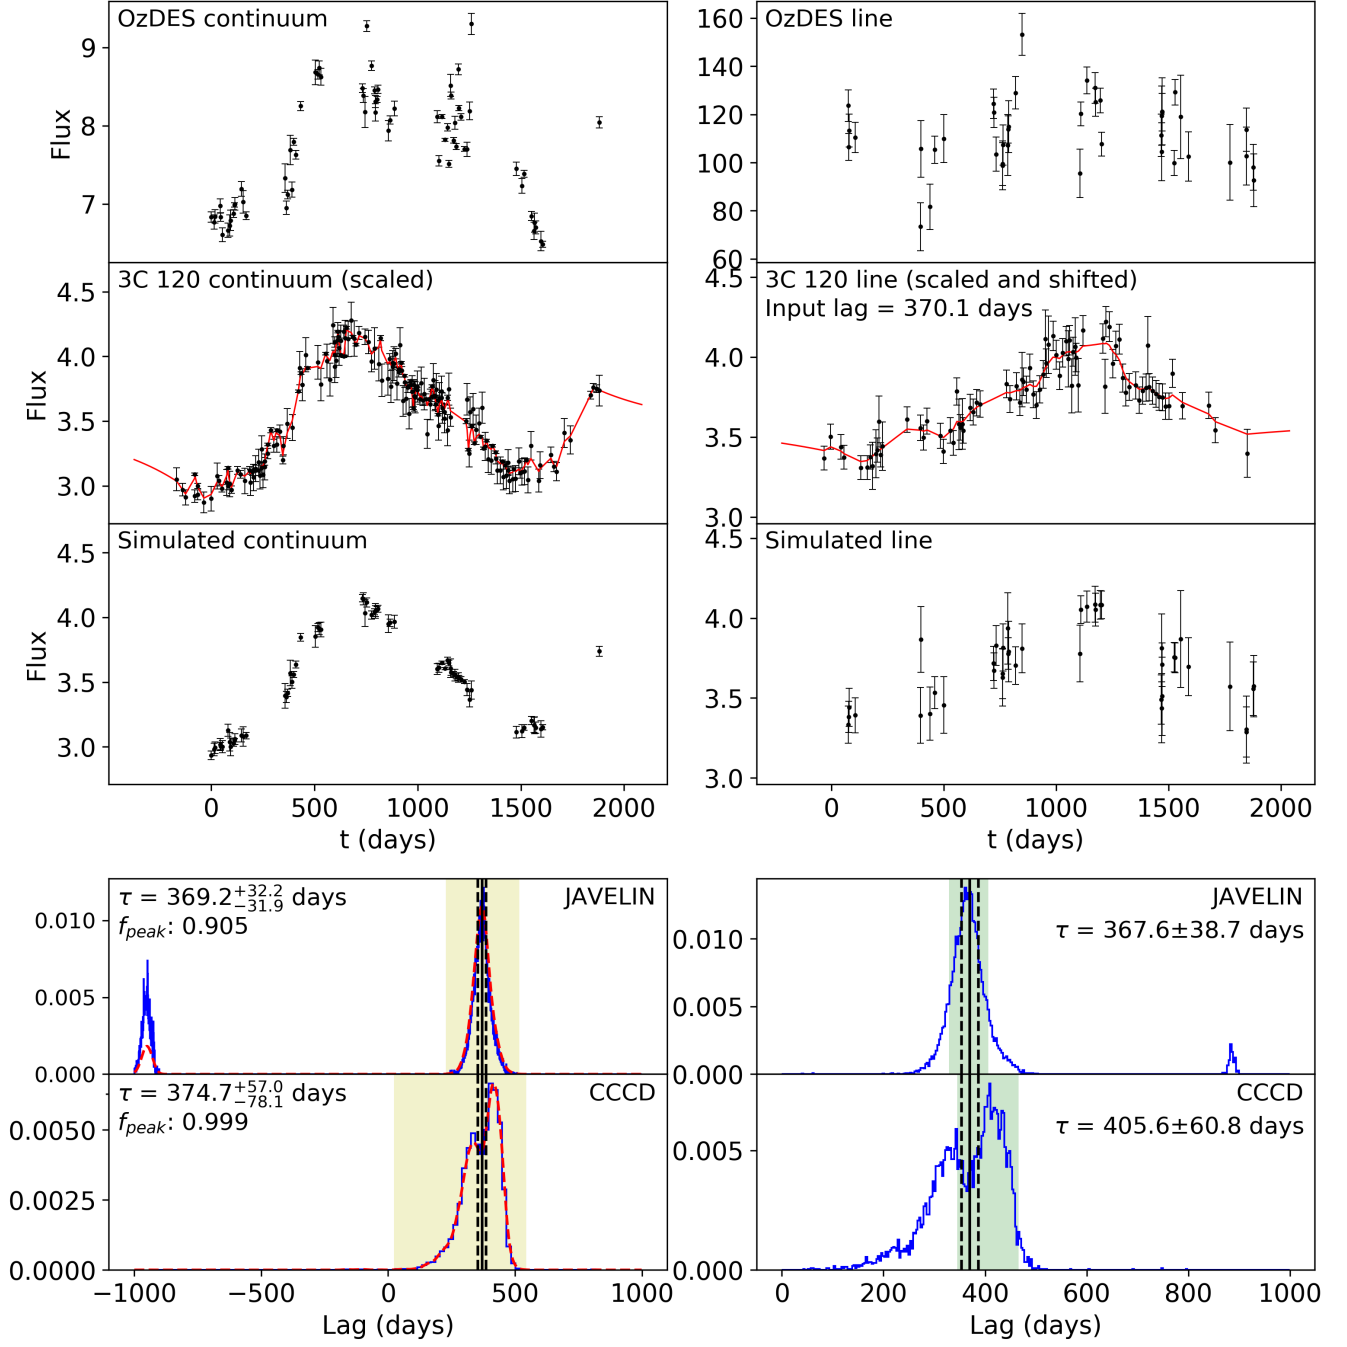 OzDES continuum
9
8
7
Flux
OzDES line
160
140
120
100
80
60
3C 120 continuum (scaled)
4.5
4.0
3.5
3.0
Flux
3C 120 line (scaled and shifted)
Input lag = 370.1 days
4.5
4.0
3.5
3.0
Simulated continuum
4.5
4.0
3.5
3.0
Flux
0 500 1000 1500 2000
t (days)
Simulated line
4.5
4.0
3.5
3.0
0 500 1000 1500 2000
t (days)
τ = 369.2 +32.2 −31.9 days
f_peak: 0.905
JAVELIN
0.010
0.005
0.000
JAVELIN
τ = 367.6±38.7 days
0.010
0.005
0.000
τ = 374.7 +57.0 −78.1 days
f_peak: 0.999
CCCD
0.0050
0.0025
0.0000
−1000 −500 0 500 1000
Lag (days)
CCCD
τ = 405.6±60.8 days
0.005
0.000
0 200 400 600 800 1000
Lag (days)